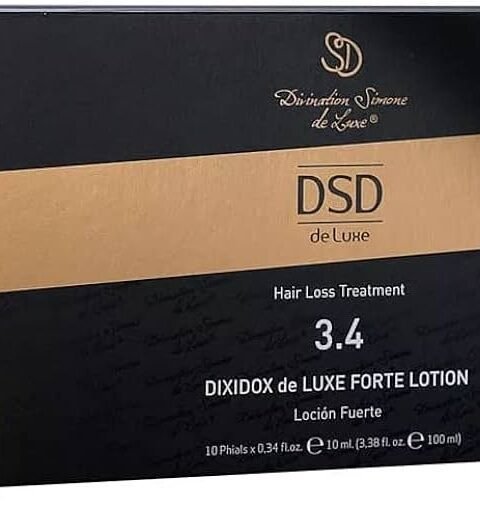 SD
Divination Simone
de Luxe®
DSD
de Luxe
Hair Loss Treatment
3.4
DIXIDOX de LUXE FORTE LOTION
Loción Fuerte
10 Phials x 0,34 fl.oz. ℮ 10 ml. (3,38 fl. oz. ℮ 100 ml)